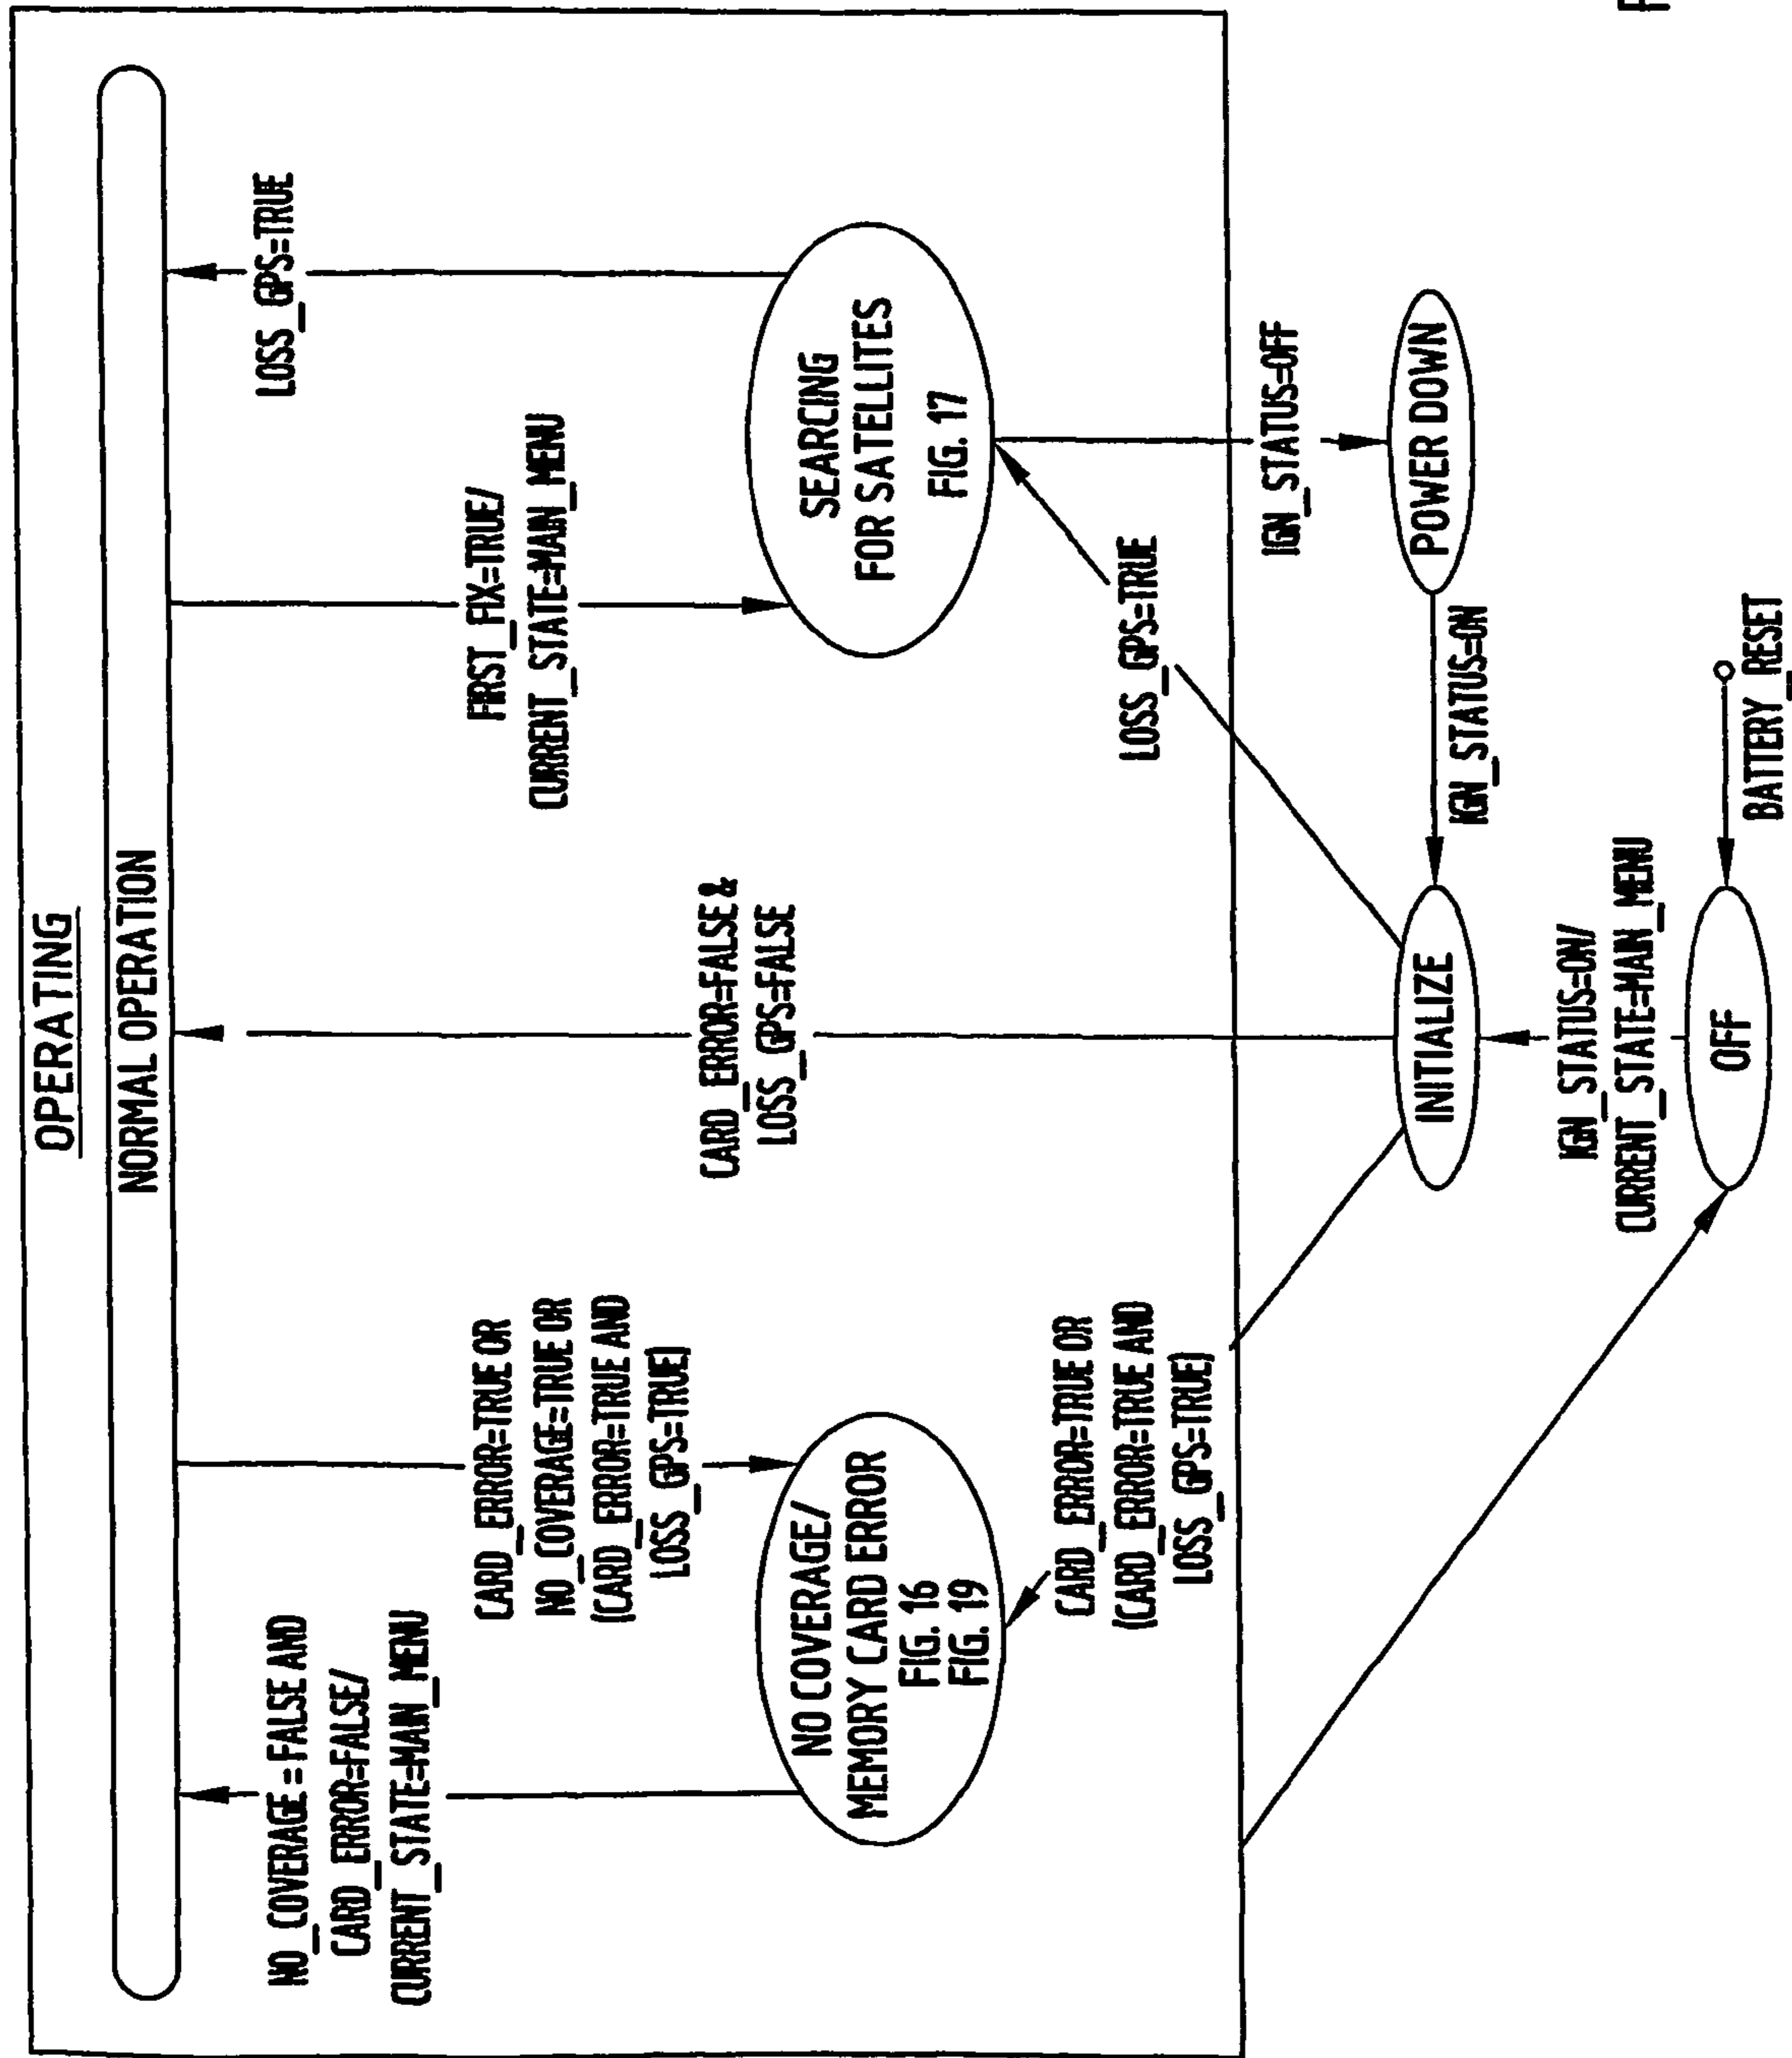 OPERATING
NORMAL OPERATION
NO_COVERAGE = FALSE AND
CARD_ERROR=FALSE/
CURRENT_STATE=MAIN_MENU
CARD_ERROR=TRUE OR
NO_COVERAGE=TRUE OR
(CARD_ERROR=TRUE AND
LOSS_GPS=TRUE)
CARD_ERROR=FALSE &
LOSS_GPS=FALSE
FIRST_FIX=TRUE/
CURRENT_STATE=MAIN_MENU
LOSS_GPS=TRUE
NO COVERAGE/
MEMORY CARD ERROR
FIG. 16
FIG. 19
SEARCING
FOR SATELLITES
FIG. 17
CARD_ERROR=TRUE OR
(CARD_ERROR=TRUE AND
LOSS_GPS=TRUE)
LOSS_GPS=TRUE
IGN_STATUS=OFF
INITIALIZE
IGN_STATUS=ON
POWER DOWN
IGN_STATUS=ON/
CURRENT_STATE=MAIN_MENU
OFF
BATTERY_RESET